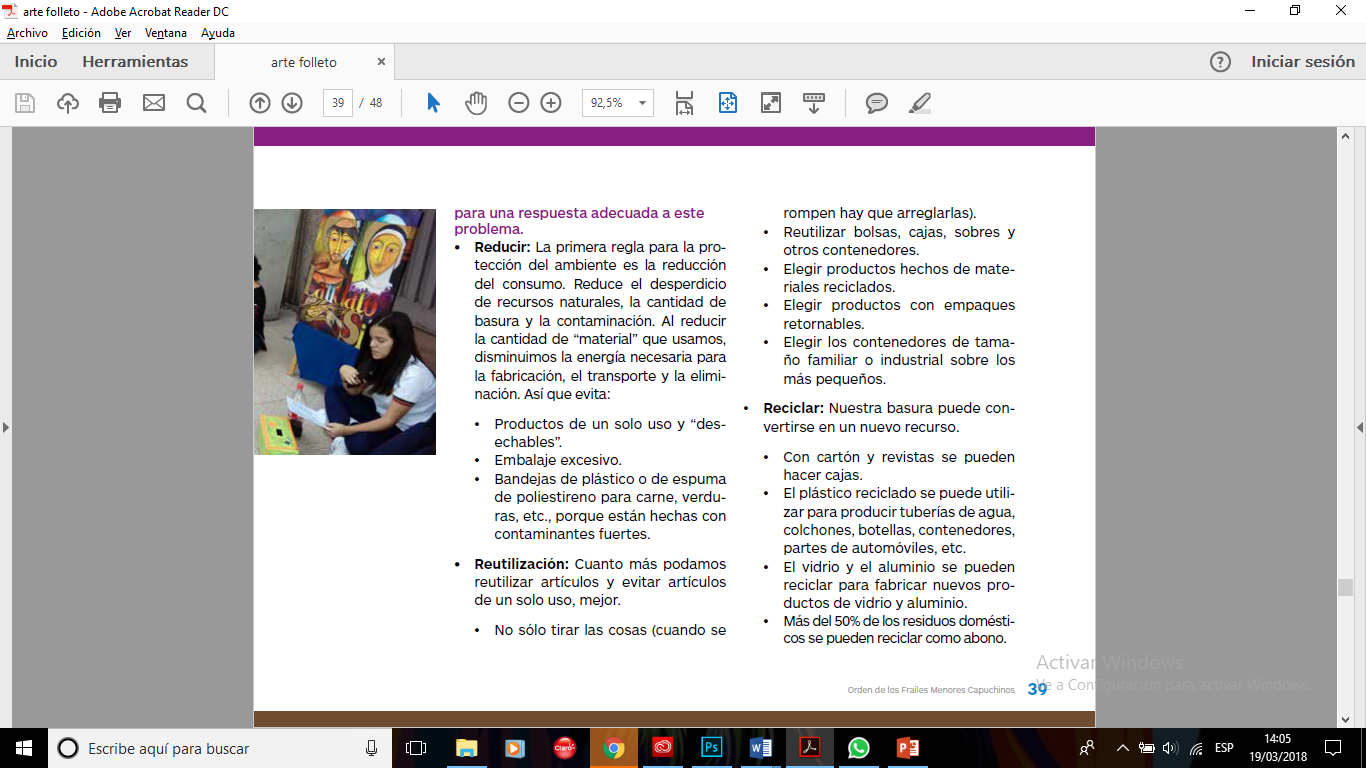 arte folleto - Adobe Acrobat Reader DC
Archivo Edición Ver Ventana Ayuda
Inicio Herramientas arte folleto × ? Iniciar sesión
39 / 48 92,5%
para una respuesta adecuada a este
problema.
• Reducir: La primera regla para la pro-
tección del ambiente es la reducción
del consumo. Reduce el desperdicio
de recursos naturales, la cantidad de
basura y la contaminación. Al reducir
la cantidad de “material” que usamos,
disminuimos la energía necesaria para
la fabricación, el transporte y la elimi-
nación. Así que evita:
• Productos de un solo uso y “des-
echables”.
• Embalaje excesivo.
• Bandejas de plástico o de espuma
de poliestireno para carne, verdu-
ras, etc., porque están hechas con
contaminantes fuertes.
• Reutilización: Cuanto más podamos
reutilizar artículos y evitar artículos
de un solo uso, mejor.
• No sólo tirar las cosas (cuando se
rompen hay que arreglarlas).
• Reutilizar bolsas, cajas, sobres y
otros contenedores.
• Elegir productos hechos de mate-
riales reciclados.
• Elegir productos con empaques
retornables.
• Elegir los contenedores de tama-
ño familiar o industrial sobre los
más pequeños.
• Reciclar: Nuestra basura puede con-
vertirse en un nuevo recurso.
• Con cartón y revistas se pueden
hacer cajas.
• El plástico reciclado se puede utili-
zar para producir tuberías de agua,
colchones, botellas, contenedores,
partes de automóviles, etc.
• El vidrio y el aluminio se pueden
reciclar para fabricar nuevos pro-
ductos de vidrio y aluminio.
• Más del 50% de los residuos domésti-
cos se pueden reciclar como abono.
Orden de los Frailes Menores Capuchinos 39
Activar Windows
Ve a Configuración para activar Windows.
Escribe aquí para buscar
Claro
Ps
ESP
14:05
19/03/2018